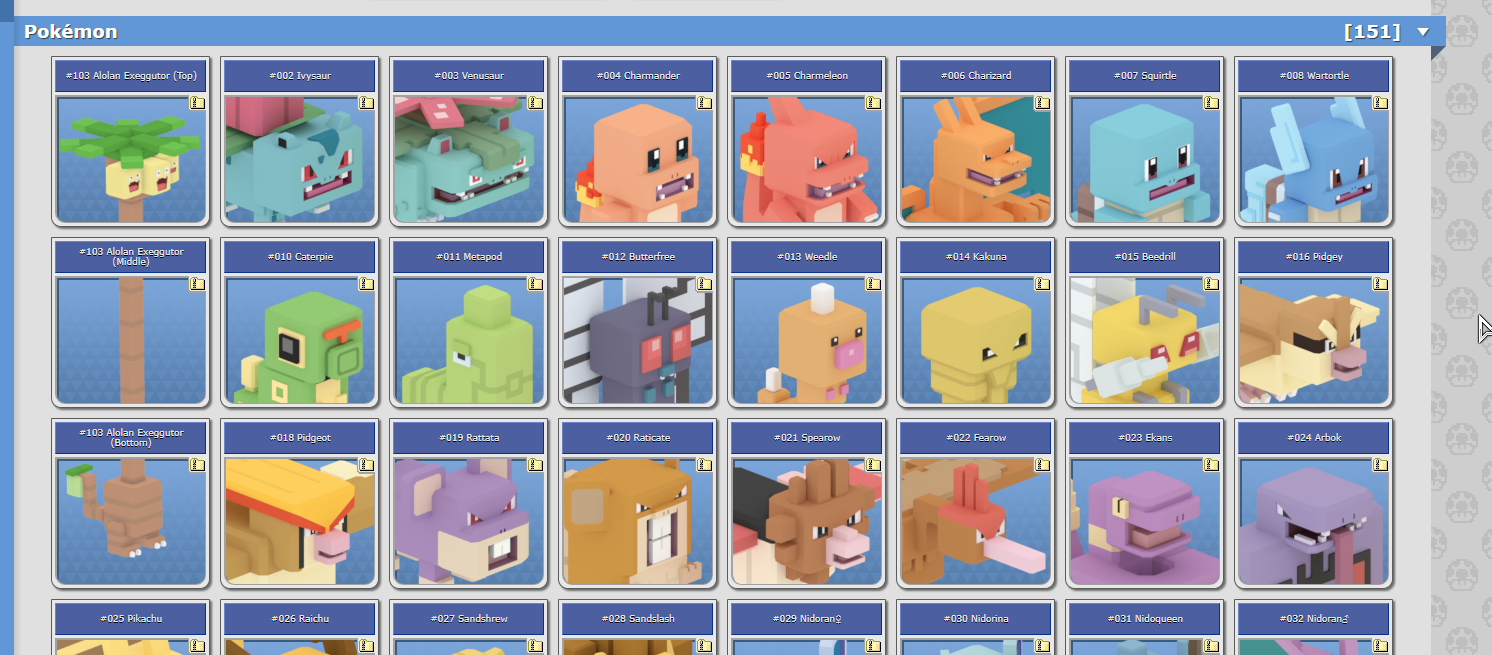 Pokémon [151]
#103 Alolan Exeggutor (Top)
#002 Ivysaur
#003 Venusaur
#004 Charmander
#005 Charmeleon
#006 Charizard
#007 Squirtle
#008 Wartortle
#103 Alolan Exeggutor
(Middle)
#010 Caterpie
#011 Metapod
#012 Butterfree
#013 Weedle
#014 Kakuna
#015 Beedrill
#016 Pidgey
#103 Alolan Exeggutor
(Bottom)
#018 Pidgeot
#019 Rattata
#020 Raticate
#021 Spearow
#022 Fearow
#023 Ekans
#024 Arbok
#025 Pikachu
#026 Raichu
#027 Sandshrew
#028 Sandslash
#029 Nidoran♀
#030 Nidorina
#031 Nidoqueen
#032 Nidoran♂